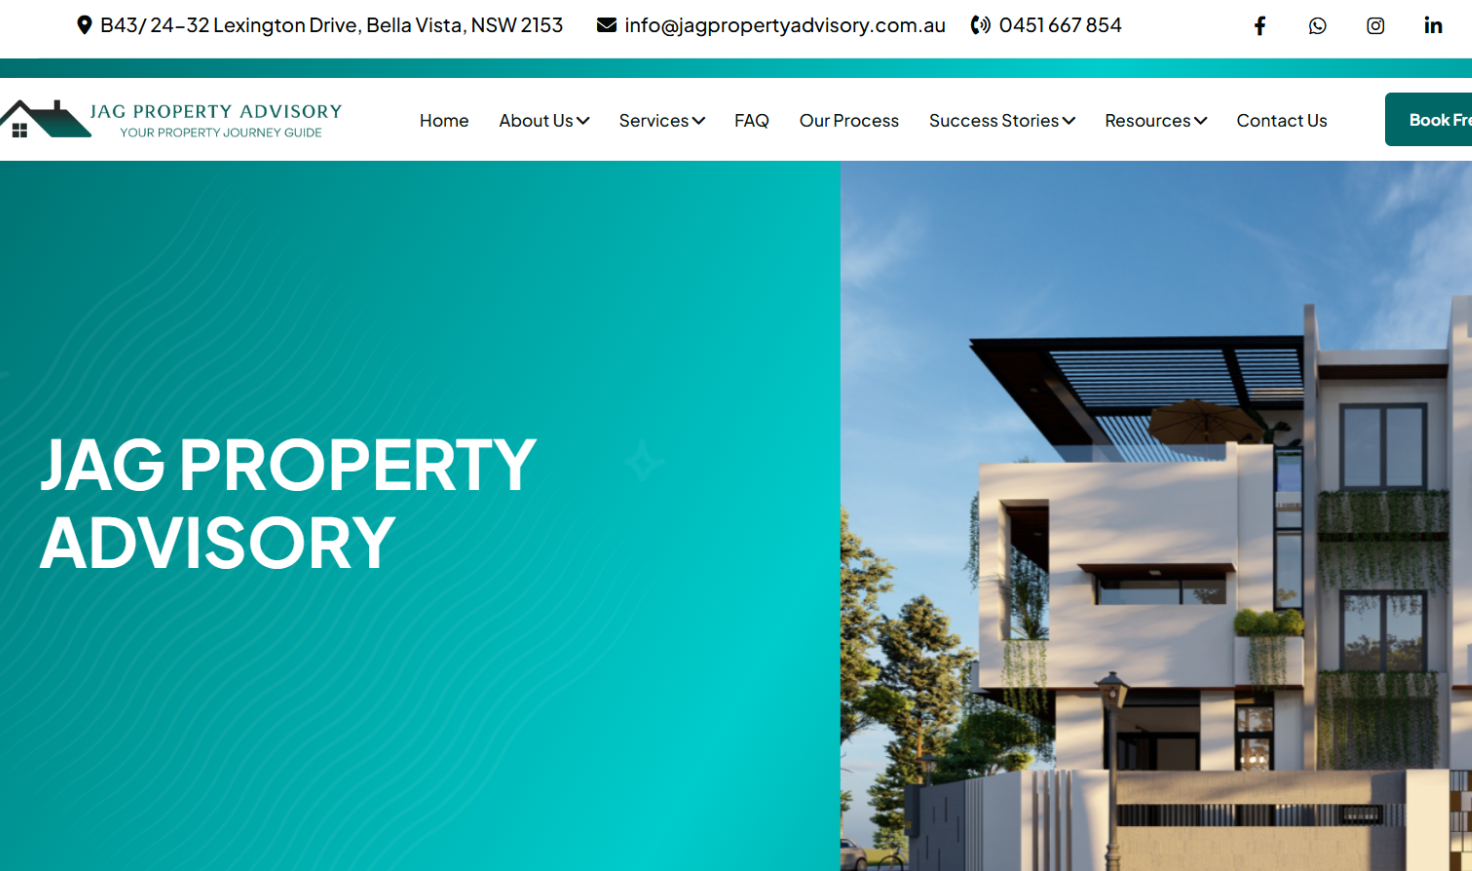 B43/ 24-32 Lexington Drive, Bella Vista, NSW 2153 info@jagpropertyadvisory.com.au 0451 667 854
JAG PROPERTY ADVISORY
YOUR PROPERTY JOURNEY GUIDE
Home About Us Services FAQ Our Process Success Stories Resources Contact Us Book Fre
JAG PROPERTY
ADVISORY